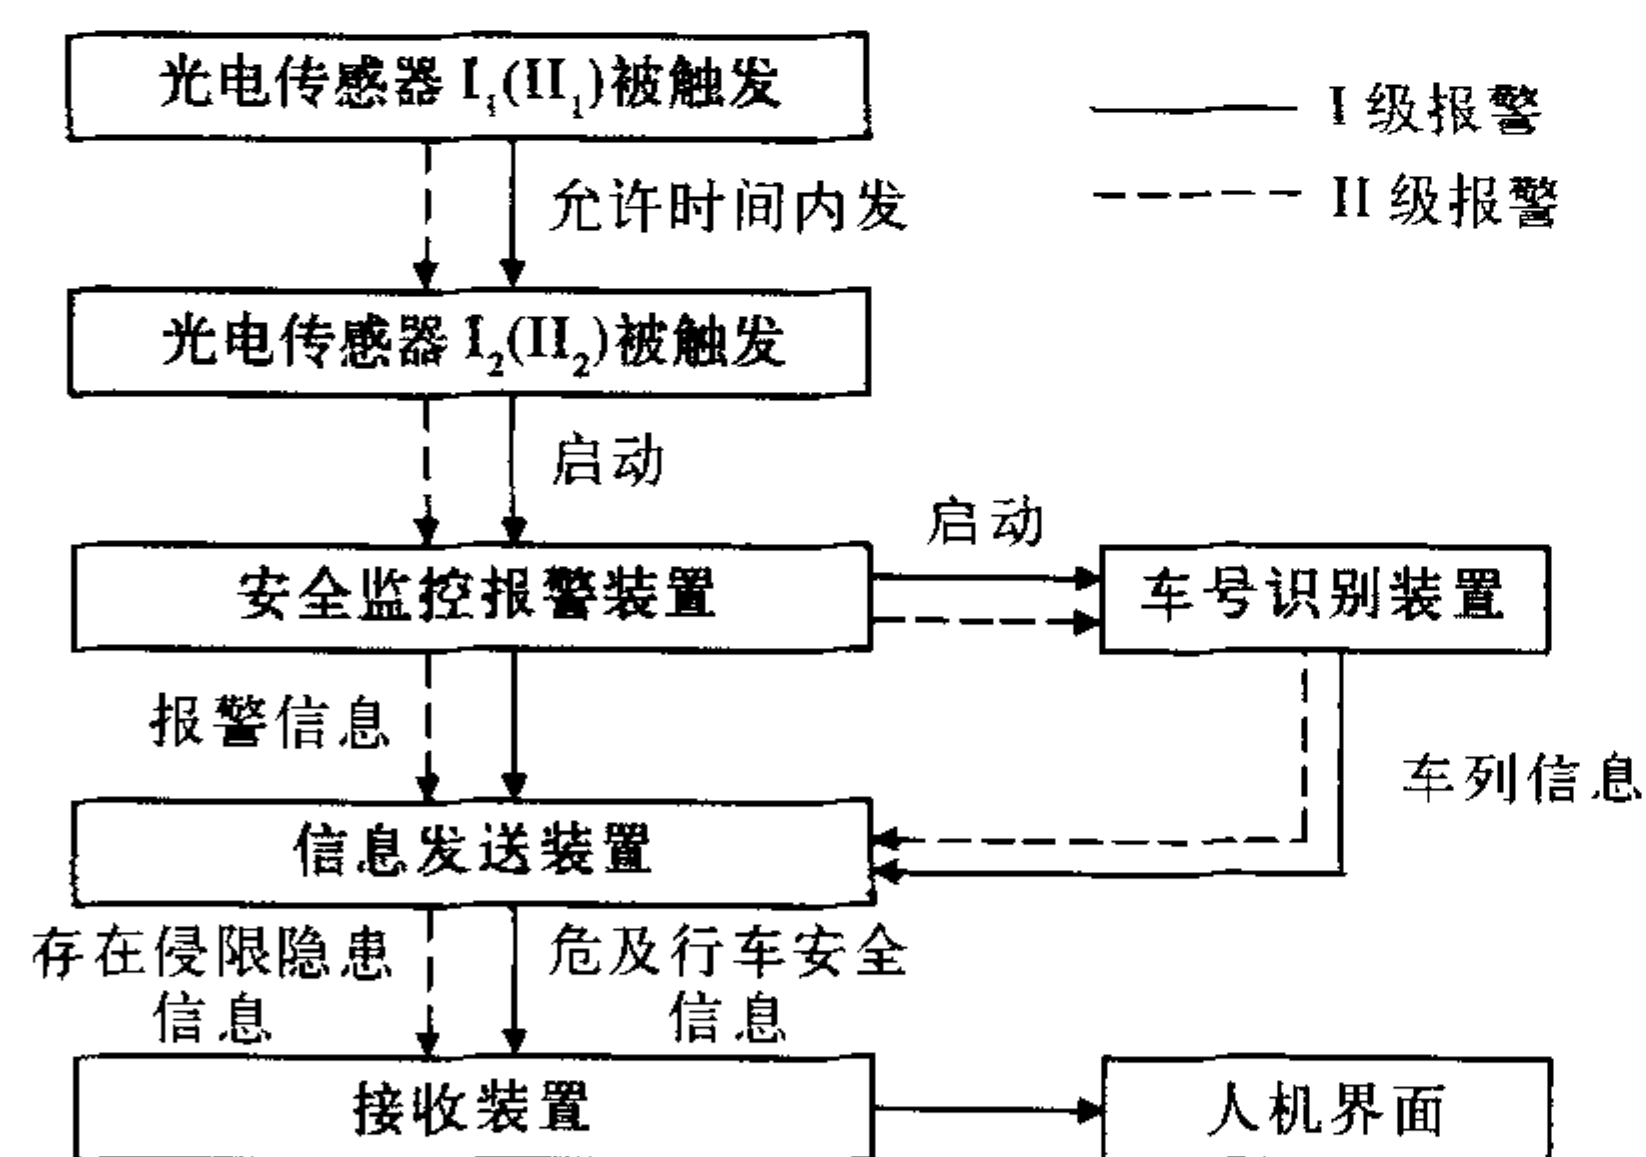 光电传感器 I₁(II₁)被触发
I 级报警
II 级报警
允许时间内发
光电传感器 I₂(II₂)被触发
启动
启动
安全监控报警装置
车号识别装置
报警信息
车列信息
信息发送装置
存在侵限隐患
信息
危及行车安全
信息
接收装置
人机界面